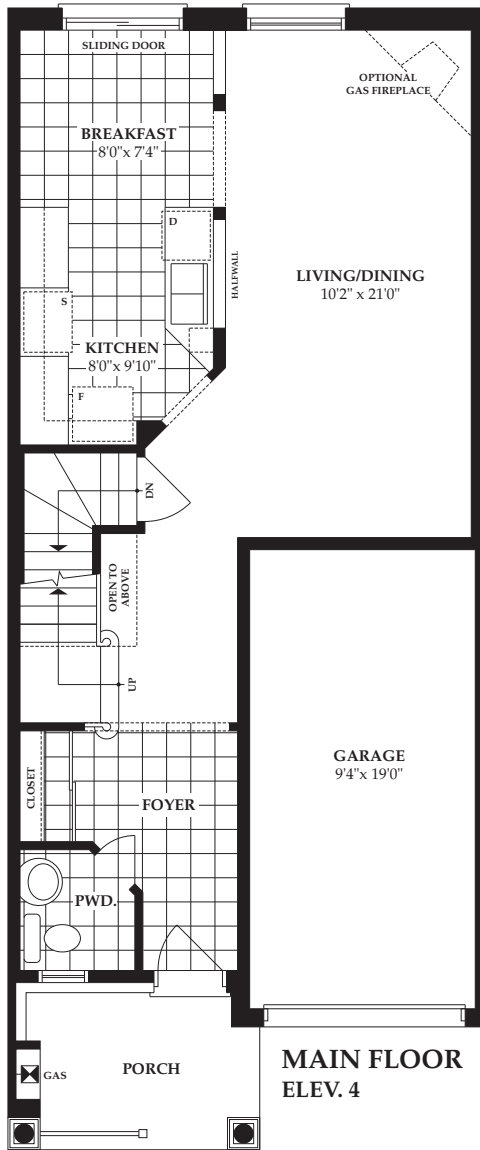 SLIDING DOOR
OPTIONAL
GAS FIREPLACE
BREAKFAST
8'0"x 7'4"
D
HALFWALL
LIVING/DINING
10'2" x 21'0"
S
KITCHEN
8'0"x 9'10"
F
DN
OPEN TO
ABOVE
UP
GARAGE
9'4"x 19'0"
CLOSET
FOYER
PWD.
PORCH
GAS
MAIN FLOOR
ELEV. 4